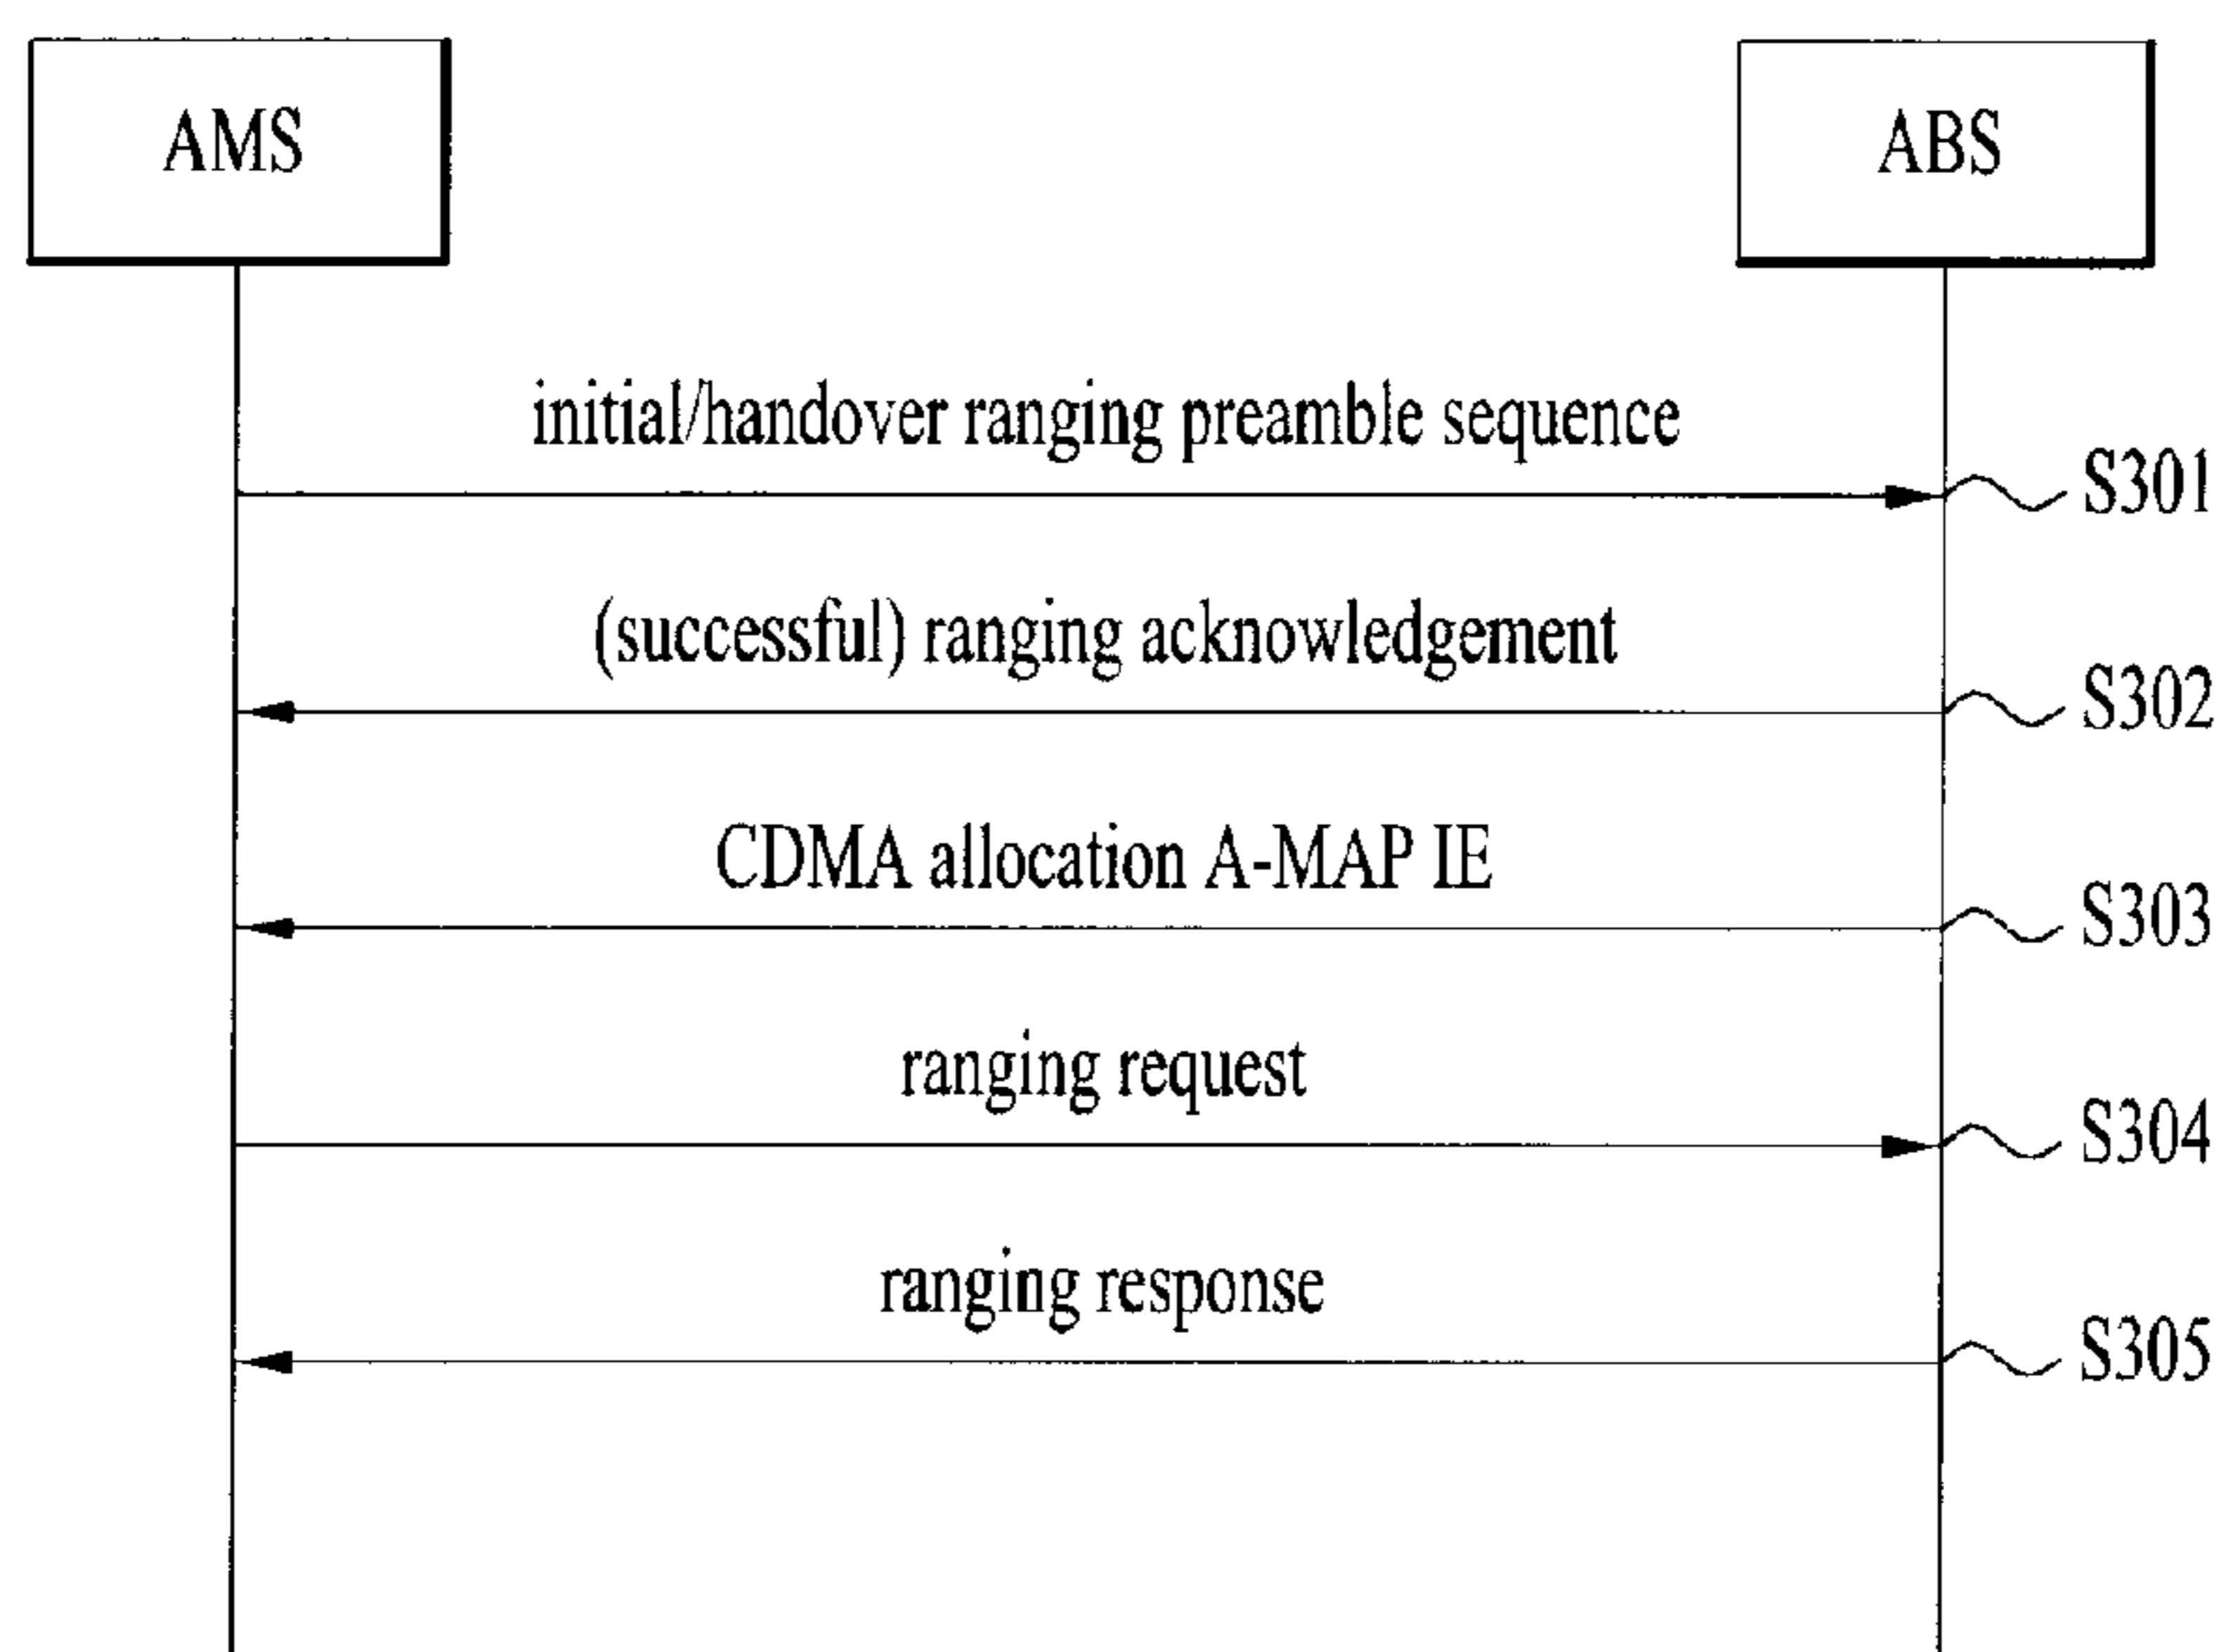 AMS
ABS
initial/handover ranging preamble sequence
S301
(successful) ranging acknowledgement
S302
CDMA allocation A-MAP IE
S303
ranging request
S304
ranging response
S305